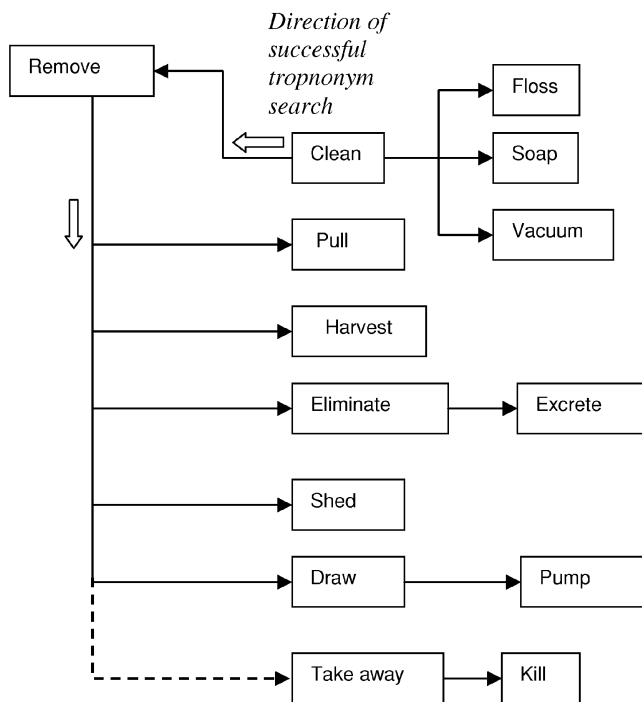 Direction of
successful
tropnonym
search
Remove
Floss
Clean
Soap
Vacuum
Pull
Harvest
Eliminate
Excrete
Shed
Draw
Pump
Take away
Kill